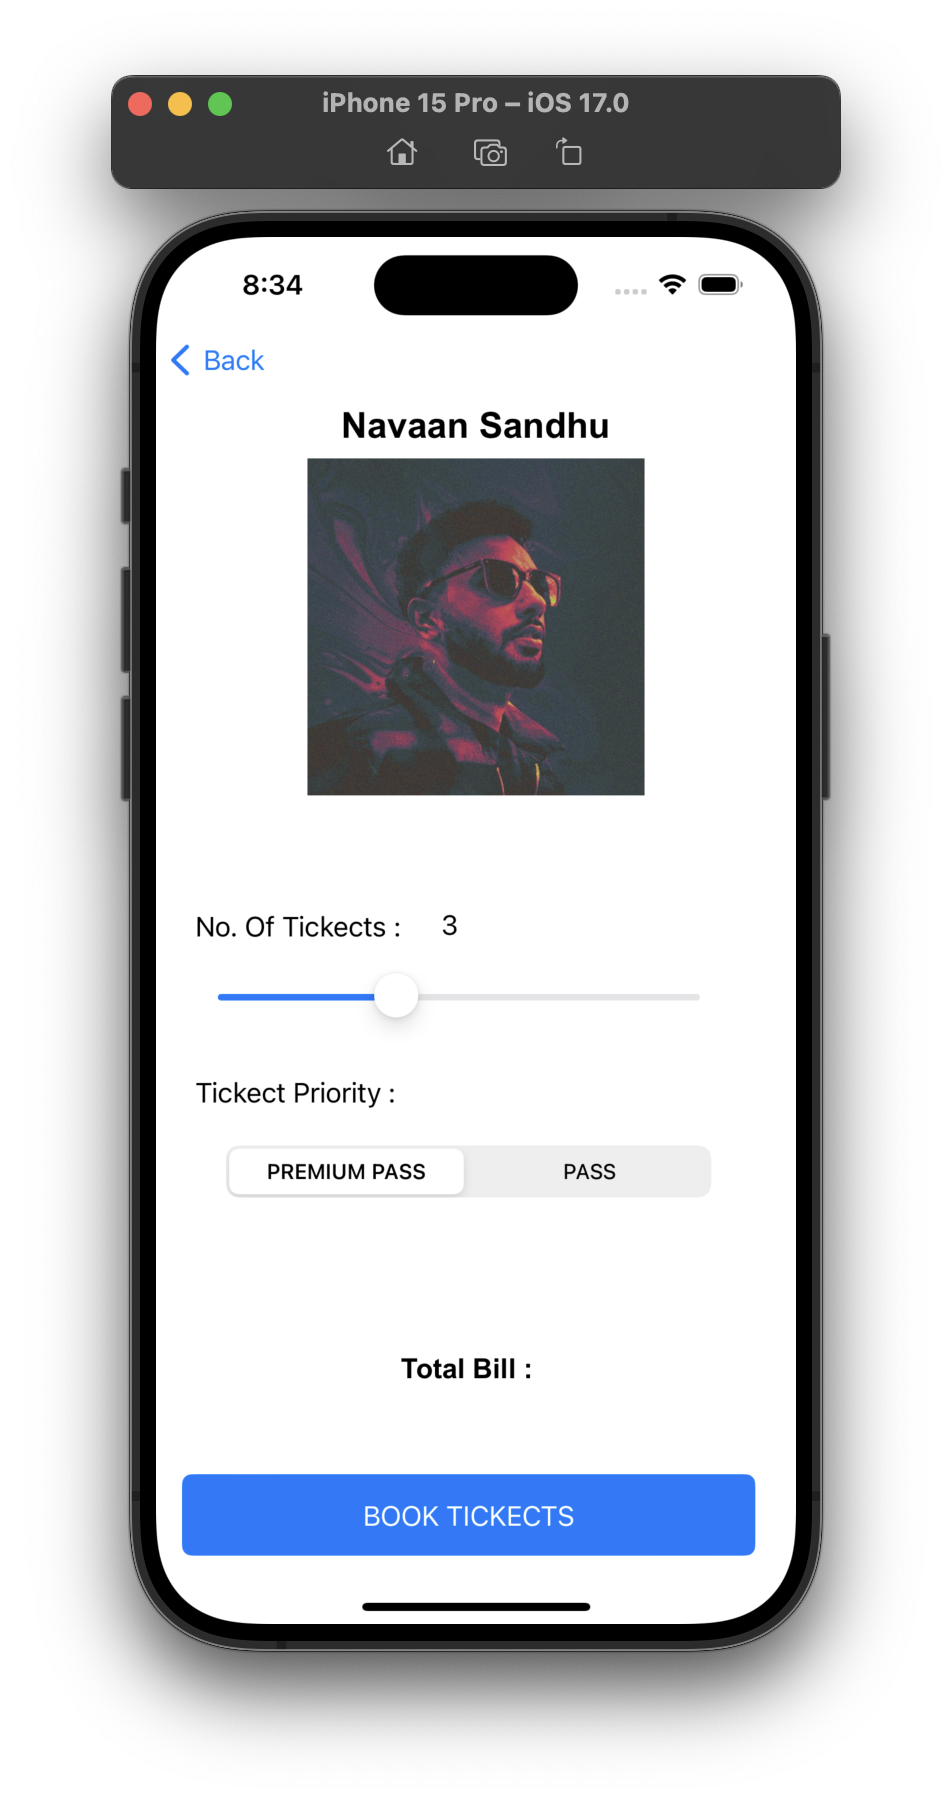 iPhone 15 Pro – iOS 17.0
8:34
Back
Navaan Sandhu
No. Of Tickects : 3
Tickect Priority :
PREMIUM PASS PASS
Total Bill :
BOOK TICKECTS